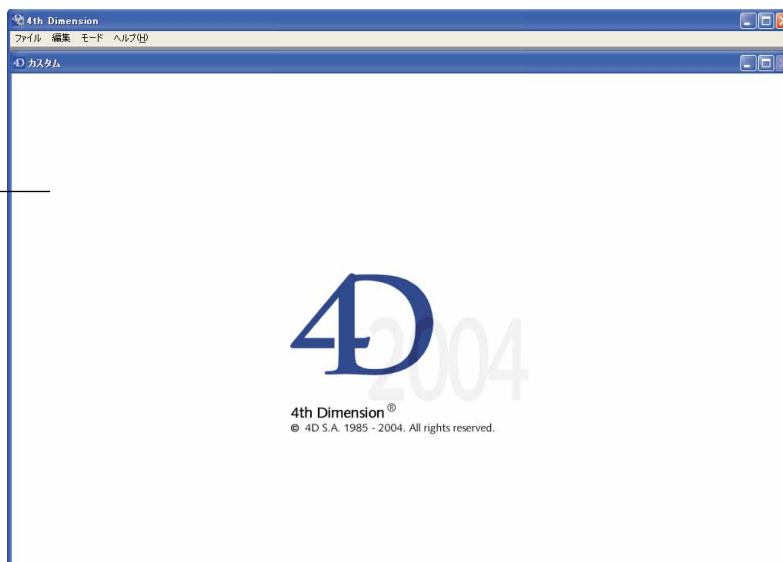 4th Dimension
ファイル 編集 モード ヘルプ(H)
4D カスタム
4D
2004
4th Dimension®
© 4D S.A. 1985 - 2004. All rights reserved.